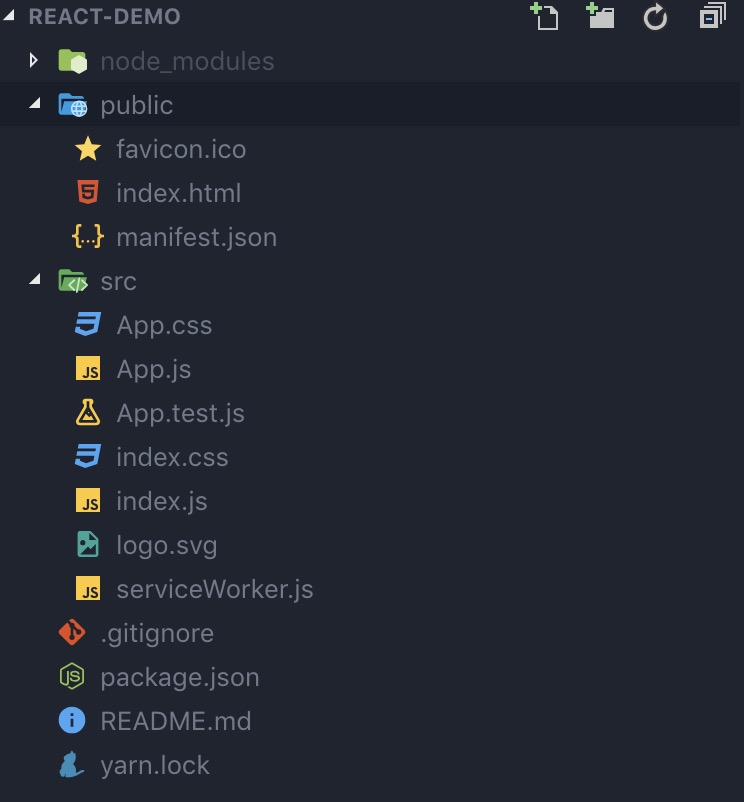 REACT-DEMO
node_modules
public
favicon.ico
index.html
manifest.json
src
App.css
App.js
App.test.js
index.css
index.js
logo.svg
serviceWorker.js
.gitignore
package.json
README.md
yarn.lock